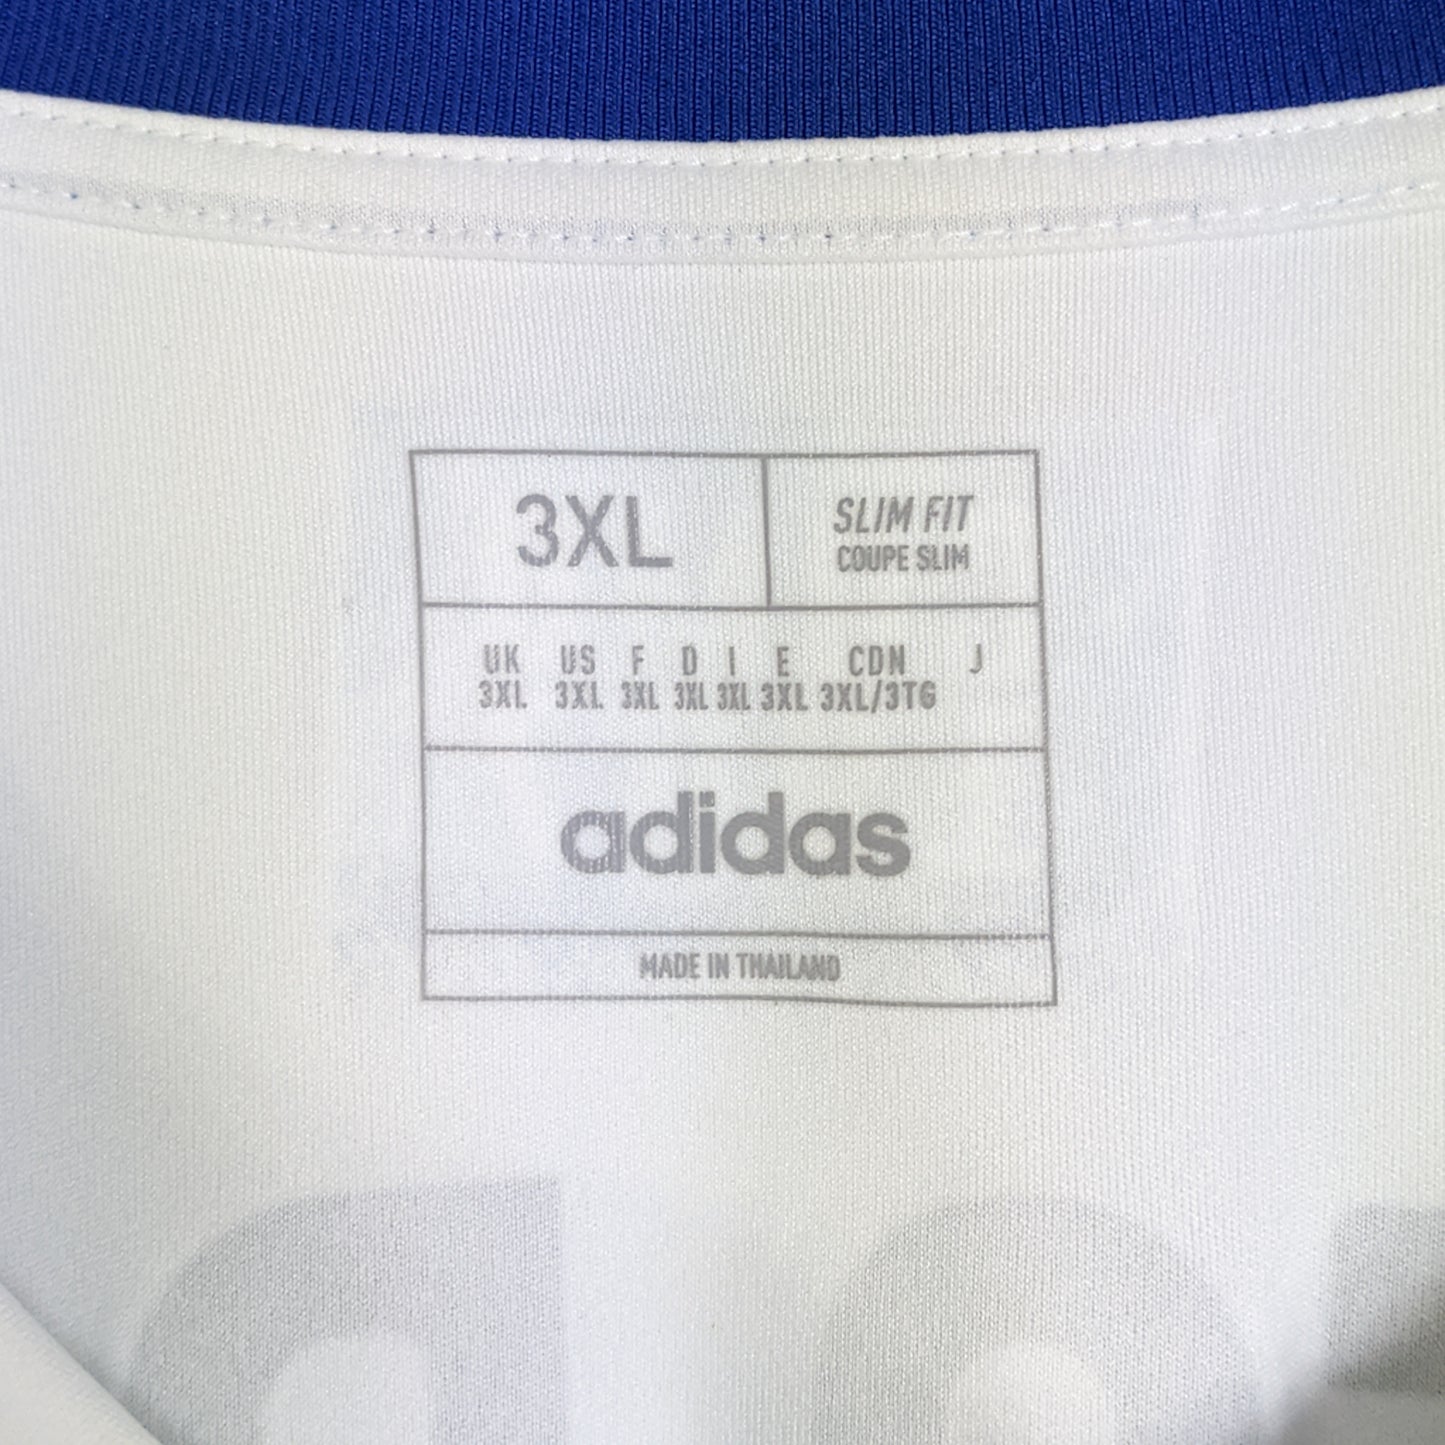 3XL
SLIM FIT
COUPE SLIM
UK US F D I E CDN J
3XL 3XL 3XL 3XL 3XL 3XL 3XL/3TG
adidas
MADE IN THAILAND